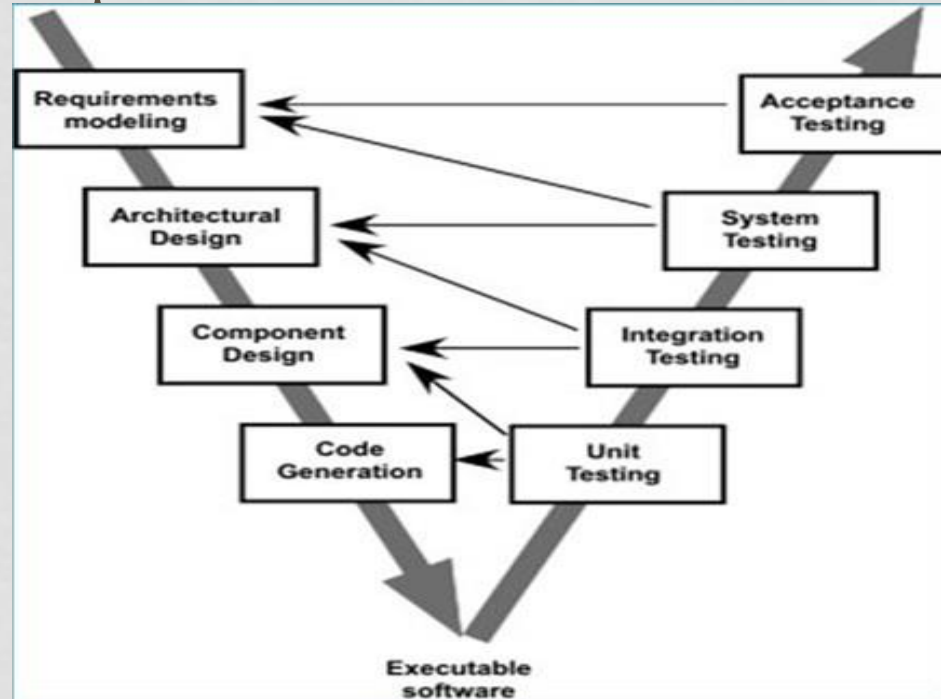 Requirements
modeling
Acceptance
Testing
Architectural
Design
System
Testing
Component
Design
Integration
Testing
Code
Generation
Unit
Testing
Executable
software